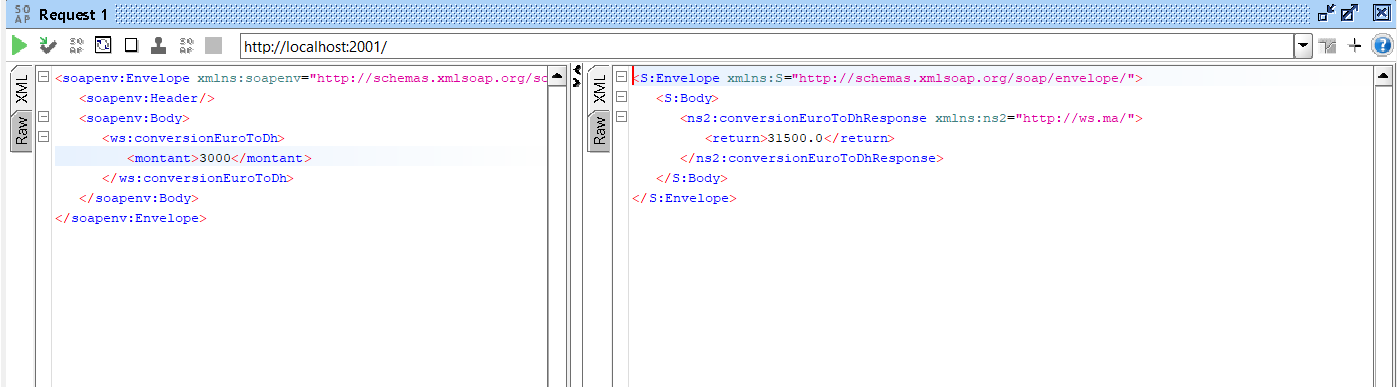 SO AP Request 1
http://localhost:2001/
XML
Raw
<soapenv:Envelope xmlns:soapenv="http://schemas.xmlsoap.org/so
<soapenv:Header/>
<soapenv:Body>
<ws:conversionEuroToDh>
<montant>3000</montant>
</ws:conversionEuroToDh>
</soapenv:Body>
</soapenv:Envelope>
XML
Raw
<S:Envelope xmlns:S="http://schemas.xmlsoap.org/soap/envelope/">
<S:Body>
<ns2:conversionEuroToDhResponse xmlns:ns2="http://ws.ma/">
<return>31500.0</return>
</ns2:conversionEuroToDhResponse>
</S:Body>
</S:Envelope>